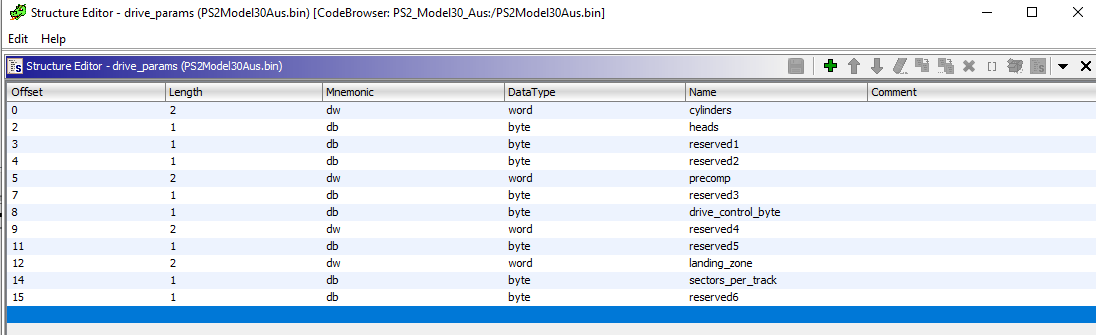 Structure Editor - drive_params (PS2Model30Aus.bin) [CodeBrowser: PS2_Model30_Aus:/PS2Model30Aus.bin]
Edit Help
Structure Editor - drive_params (PS2Model30Aus.bin)
Offset Length Mnemonic DataType Name Comment
0 2 dw word cylinders
2 1 db byte heads
3 1 db byte reserved1
4 1 db byte reserved2
5 2 dw word precomp
7 1 db byte reserved3
8 1 db byte drive_control_byte
9 2 dw word reserved4
11 1 db byte reserved5
12 2 dw word landing_zone
14 1 db byte sectors_per_track
15 1 db byte reserved6